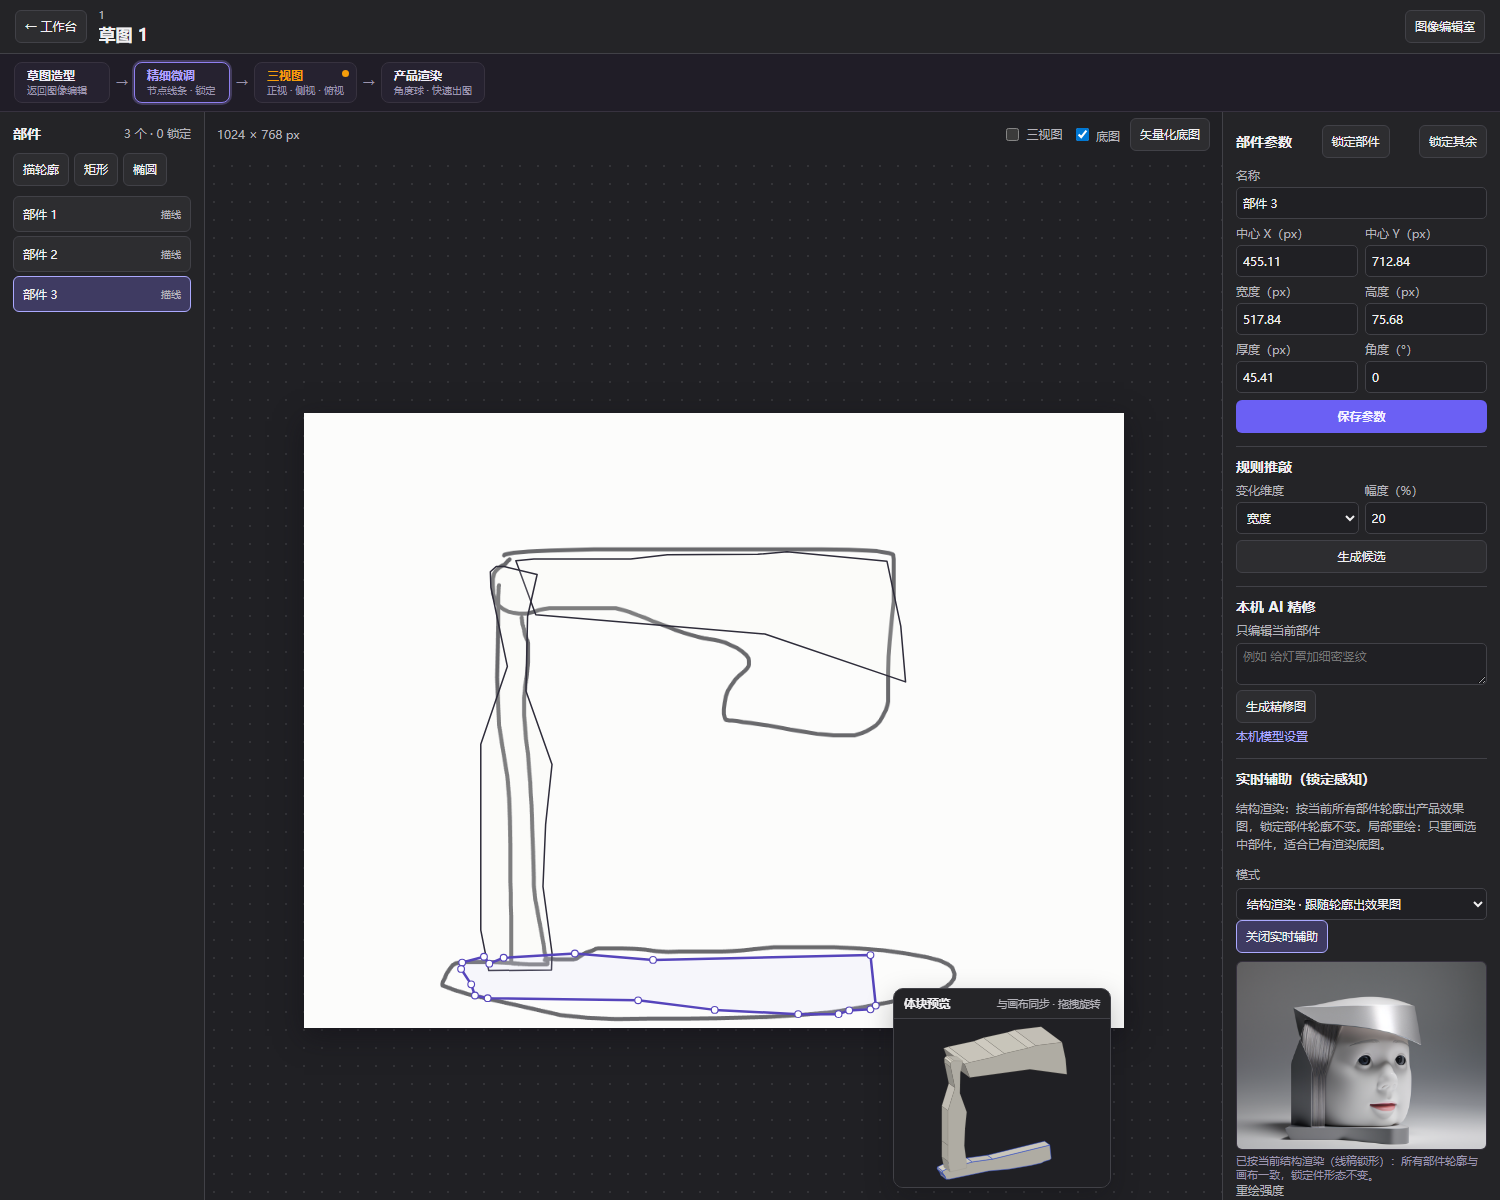 ← 工作台
1
草图 1
图像编辑室
草图造型
返回图像编辑
→
精细微调
节点线条 · 锁定
→
三视图
正视 · 侧视 · 俯视
→
产品渲染
角度球 · 快速出图
部件
3 个 · 0 锁定
描轮廓
矩形
椭圆
部件 1
描线
部件 2
描线
部件 3
描线
1024 × 768 px
三视图
底图
矢量化底图
体块预览
与画布同步 · 拖拽旋转
部件参数
锁定部件
锁定其余
名称
部件 3
中心 X（px）
中心 Y（px）
455.11
712.84
宽度（px）
高度（px）
517.84
75.68
厚度（px）
角度（°）
45.41
0
保存参数
规则推敲
变化维度
幅度（%）
宽度
20
生成候选
本机 AI 精修
只编辑当前部件
例如 给灯罩加细密竖纹
生成精修图
本机模型设置
实时辅助（锁定感知）
结构渲染：按当前所有部件轮廓出产品效果
图，锁定部件轮廓不变。局部重绘：只重画选
中部件，适合已有渲染底图。
模式
结构渲染 · 跟随轮廓出效果图
关闭实时辅助
已按当前结构渲染（线稿锁形）：所有部件轮廓与
画布一致，锁定件形态不变。
重绘强度